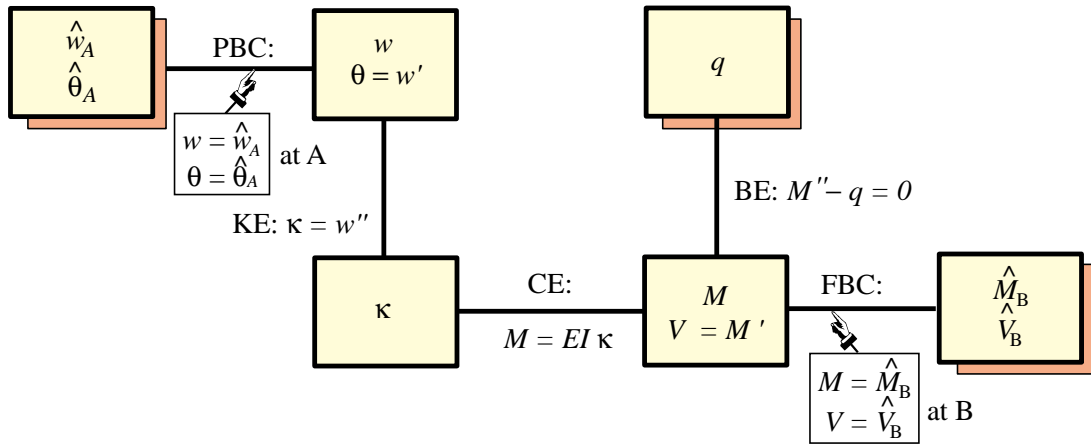 ŵ_A
θ̂_A
PBC:
w
θ = w'
q
w = ŵ_A
θ = θ̂_A
at A
BE: M'' − q = 0
KE: κ = w''
κ
CE:
M = EI κ
M
V = M'
FBC:
M̂_B
V̂_B
M = M̂_B
V = V̂_B
at B